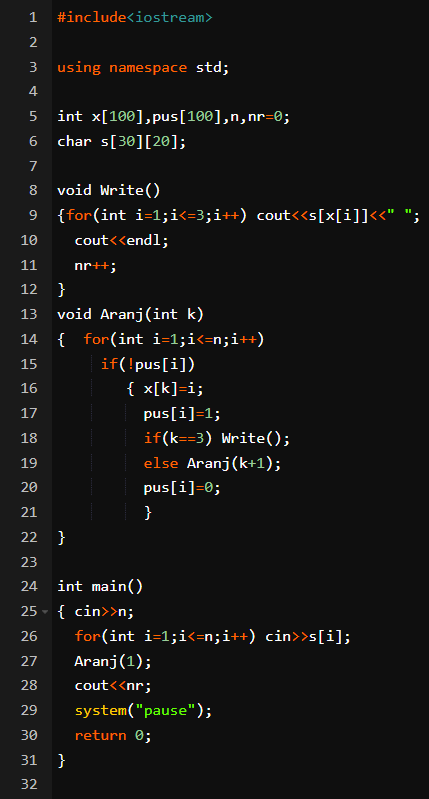 1 #include<iostream>
2
3 using namespace std;
4
5 int x[100],pus[100],n,nr=0;
6 char s[30][20];
7
8 void Write()
9 {for(int i=1;i<=3;i++) cout<<s[x[i]]<<" ";
10   cout<<endl;
11   nr++;
12 }
13 void Aranj(int k)
14 {  for(int i=1;i<=n;i++)
15      if(!pus[i])
16         { x[k]=i;
17           pus[i]=1;
18           if(k==3) Write();
19           else Aranj(k+1);
20           pus[i]=0;
21           }
22 }
23
24 int main()
25 { cin>>n;
26   for(int i=1;i<=n;i++) cin>>s[i];
27   Aranj(1);
28   cout<<nr;
29   system("pause");
30   return 0;
31 }
32